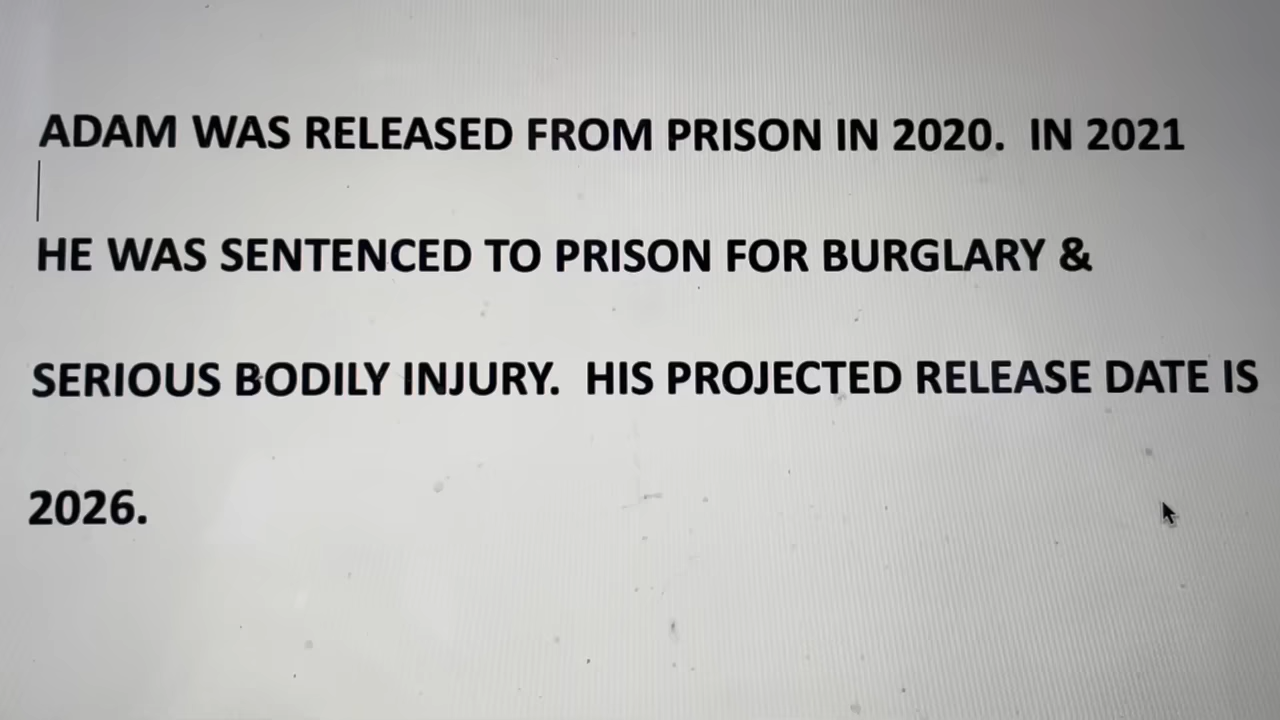 ADAM WAS RELEASED FROM PRISON IN 2020.  IN 2021
HE WAS SENTENCED TO PRISON FOR BURGLARY &
SERIOUS BODILY INJURY.  HIS PROJECTED RELEASE DATE IS
2026.